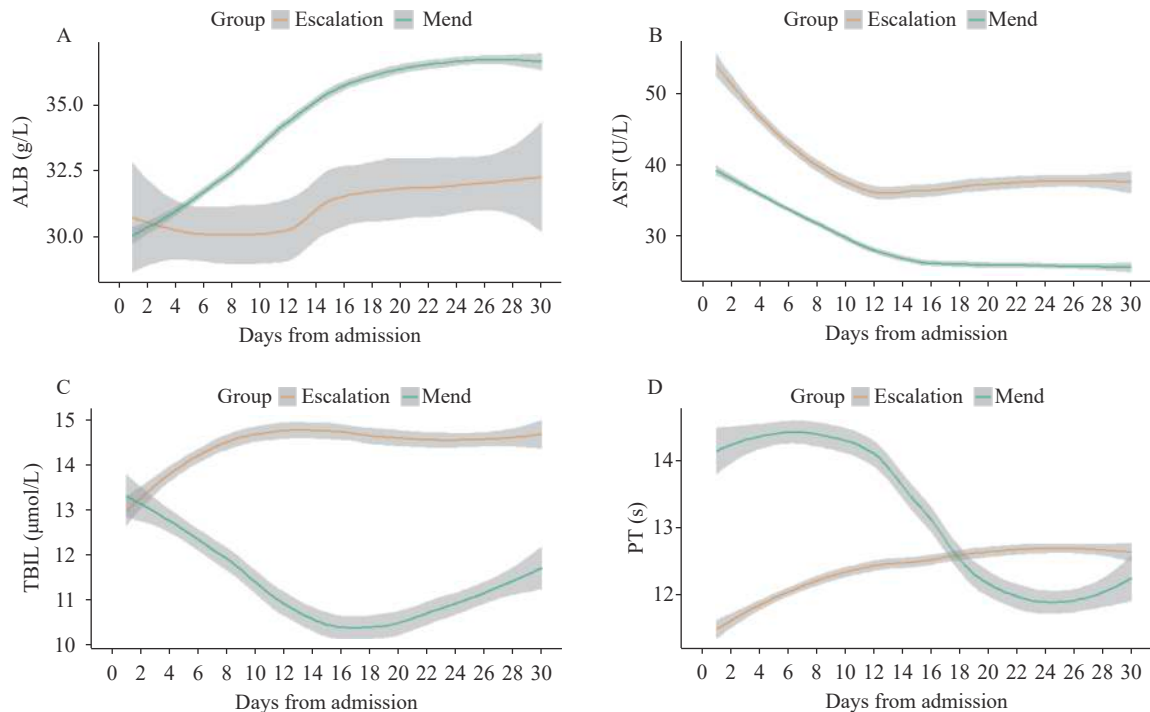 A
Group Escalation Mend
ALB (g/L)
35.0
32.5
30.0
0 2 4 6 8 10 12 14 16 18 20 22 24 26 28 30
Days from admission
B
Group Escalation Mend
AST (U/L)
50
40
30
0 2 4 6 8 10 12 14 16 18 20 22 24 26 28 30
Days from admission
C
Group Escalation Mend
TBIL (μmol/L)
15
14
13
12
11
10
0 2 4 6 8 10 12 14 16 18 20 22 24 26 28 30
Days from admission
D
Group Escalation Mend
PT (s)
14
13
12
0 2 4 6 8 10 12 14 16 18 20 22 24 26 28 30
Days from admission